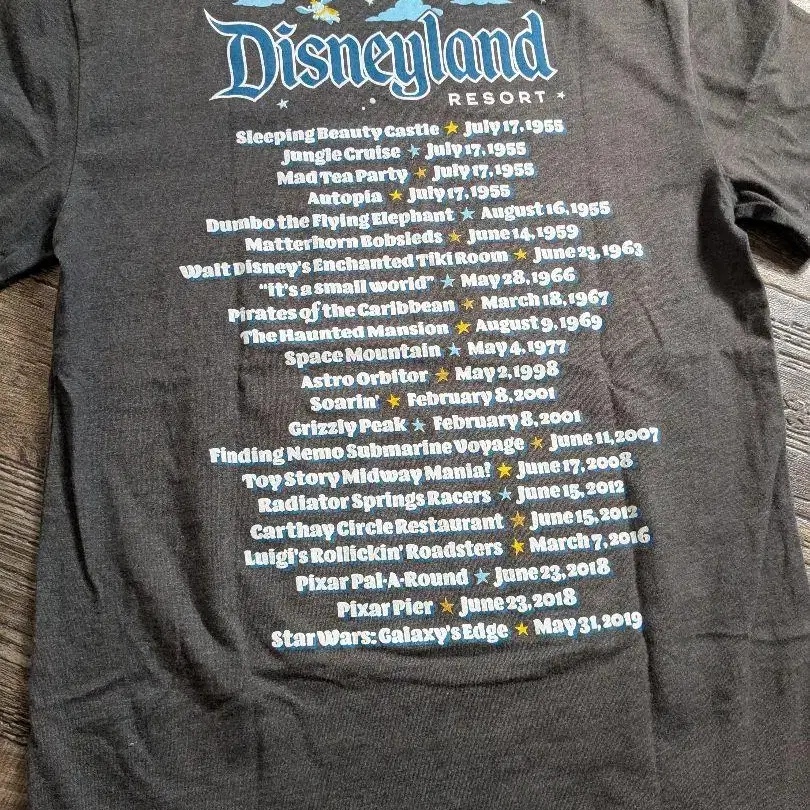 Disneyland
RESORT
Sleeping Beauty Castle ★ July 17, 1955
Jungle Cruise ★ July 17, 1955
Mad Tea Party ★ July 17, 1955
Autopia ★ July 17, 1955
Dumbo the Flying Elephant ★ August 16, 1955
Matterhorn Bobsleds ★ June 14, 1959
Walt Disney's Enchanted Tiki Room ★ June 23, 1963
"it's a small world" ★ May 28, 1966
Pirates of the Caribbean ★ March 18, 1967
The Haunted Mansion ★ August 9, 1969
Space Mountain ★ May 4, 1977
Astro Orbitor ★ May 2, 1998
Soarin' ★ February 8, 2001
Grizzly Peak ★ February 8, 2001
Finding Nemo Submarine Voyage ★ June 11, 2007
Toy Story Midway Mania! ★ June 17, 2008
Radiator Springs Racers ★ June 15, 2012
Carthay Circle Restaurant ★ June 15, 2012
Luigi's Rollickin' Roadsters ★ March 7, 2016
Pixar Pal-A-Round ★ June 23, 2018
Pixar Pier ★ June 23, 2018
Star Wars: Galaxy's Edge ★ May 31, 2019